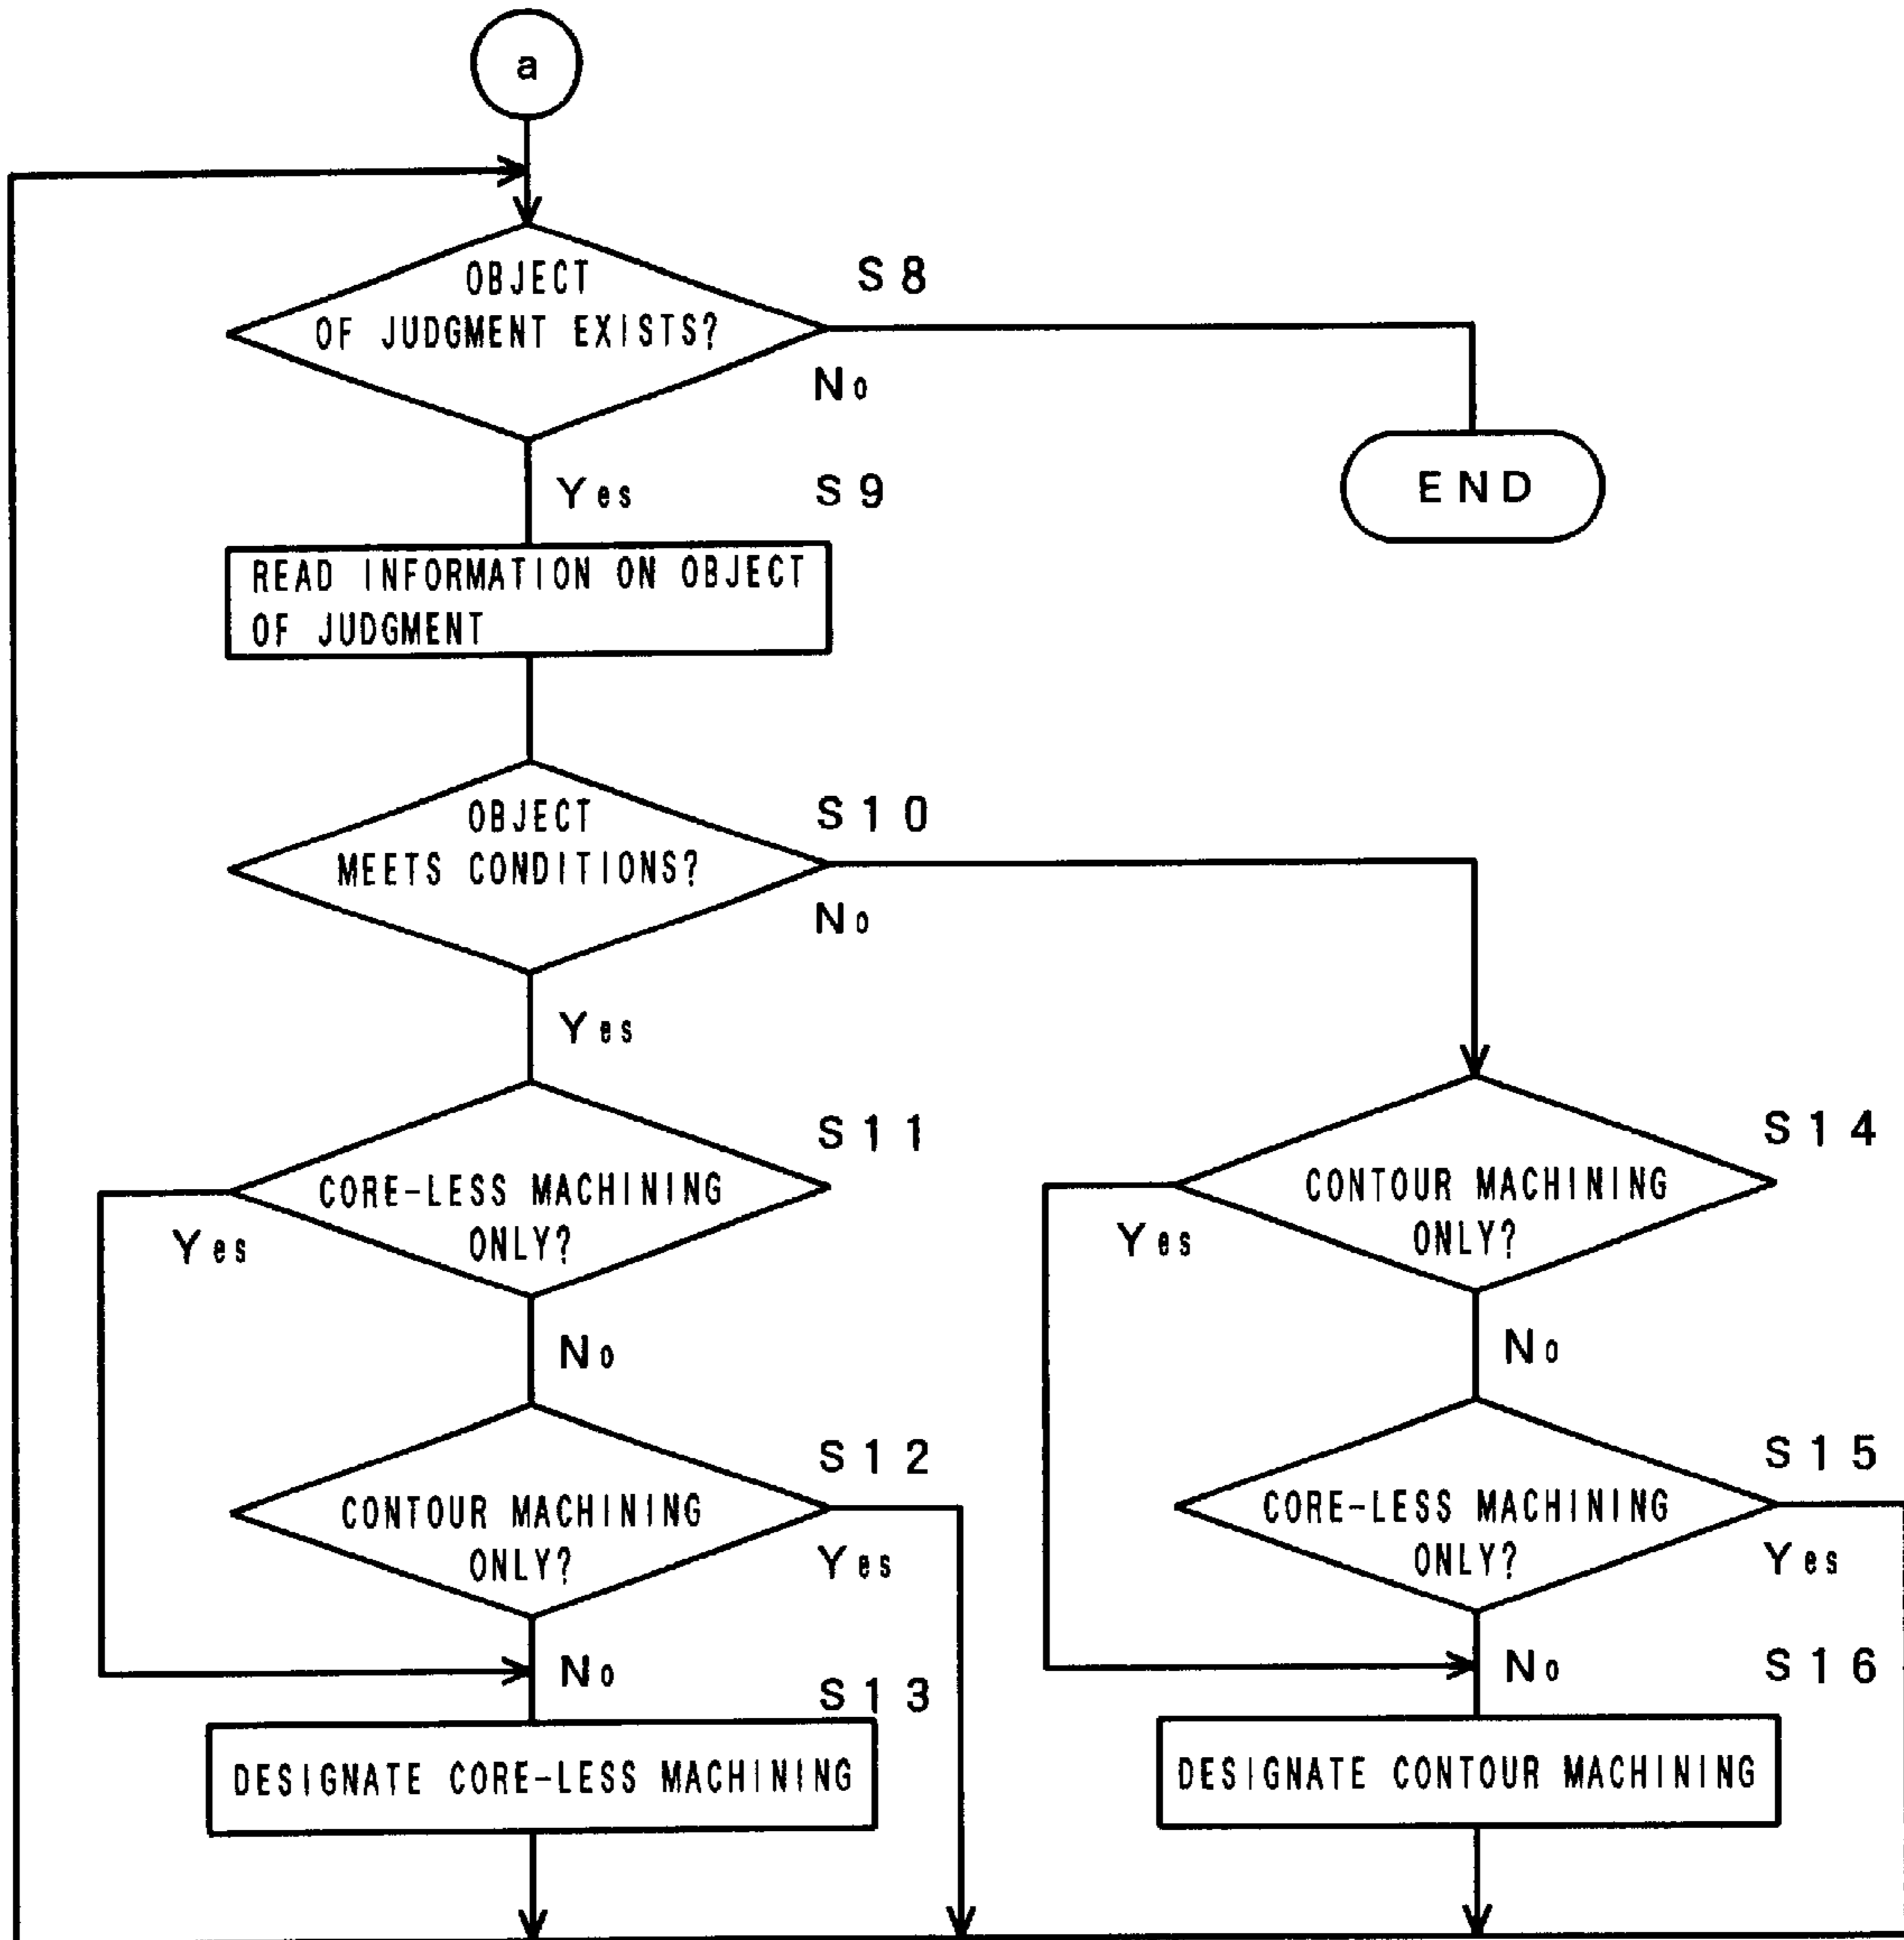 a
OBJECT
OF JUDGMENT EXISTS?
S8
No
END
Yes
S9
READ INFORMATION ON OBJECT
OF JUDGMENT
OBJECT
MEETS CONDITIONS?
S10
No
Yes
CORE-LESS MACHINING
ONLY?
S11
Yes
No
CONTOUR MACHINING
ONLY?
S12
Yes
No
S13
DESIGNATE CORE-LESS MACHINING
CONTOUR MACHINING
ONLY?
S14
Yes
No
CORE-LESS MACHINING
ONLY?
S15
Yes
No
S16
DESIGNATE CONTOUR MACHINING